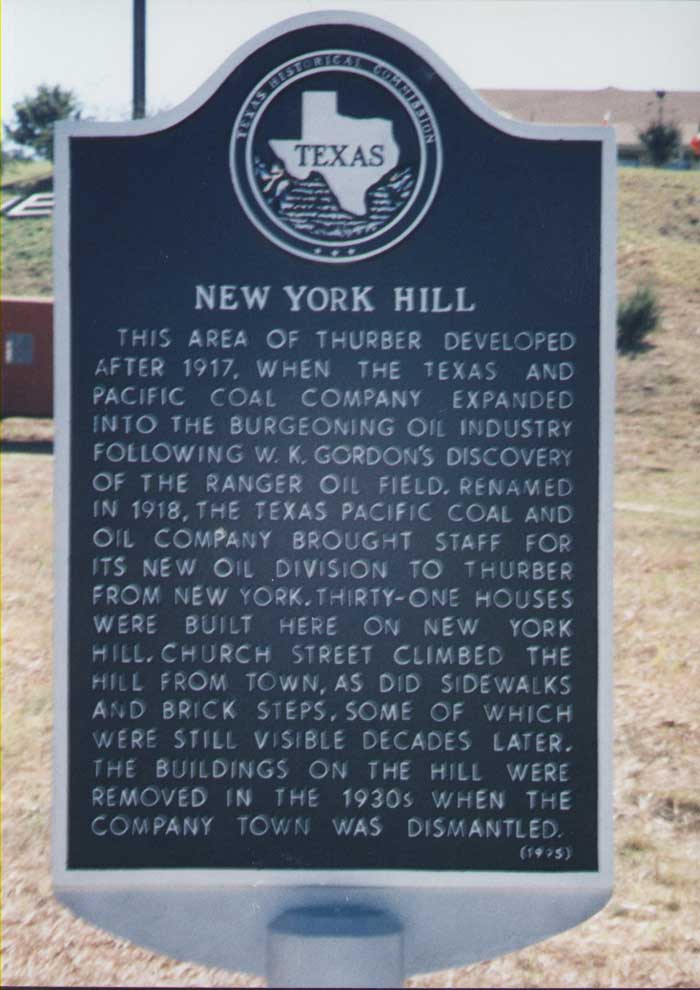 TEXAS HISTORICAL COMMISSION
TEXAS
NEW YORK HILL
THIS AREA OF THURBER DEVELOPED
AFTER 1917, WHEN THE TEXAS AND
PACIFIC COAL COMPANY EXPANDED
INTO THE BURGEONING OIL INDUSTRY
FOLLOWING W. K. GORDON'S DISCOVERY
OF THE RANGER OIL FIELD. RENAMED
IN 1918, THE TEXAS PACIFIC COAL AND
OIL COMPANY BROUGHT STAFF FOR
ITS NEW OIL DIVISION TO THURBER
FROM NEW YORK. THIRTY-ONE HOUSES
WERE BUILT HERE ON NEW YORK
HILL. CHURCH STREET CLIMBED THE
HILL FROM TOWN, AS DID SIDEWALKS
AND BRICK STEPS, SOME OF WHICH
WERE STILL VISIBLE DECADES LATER.
THE BUILDINGS ON THE HILL WERE
REMOVED IN THE 1930s WHEN THE
COMPANY TOWN WAS DISMANTLED.
(1995)